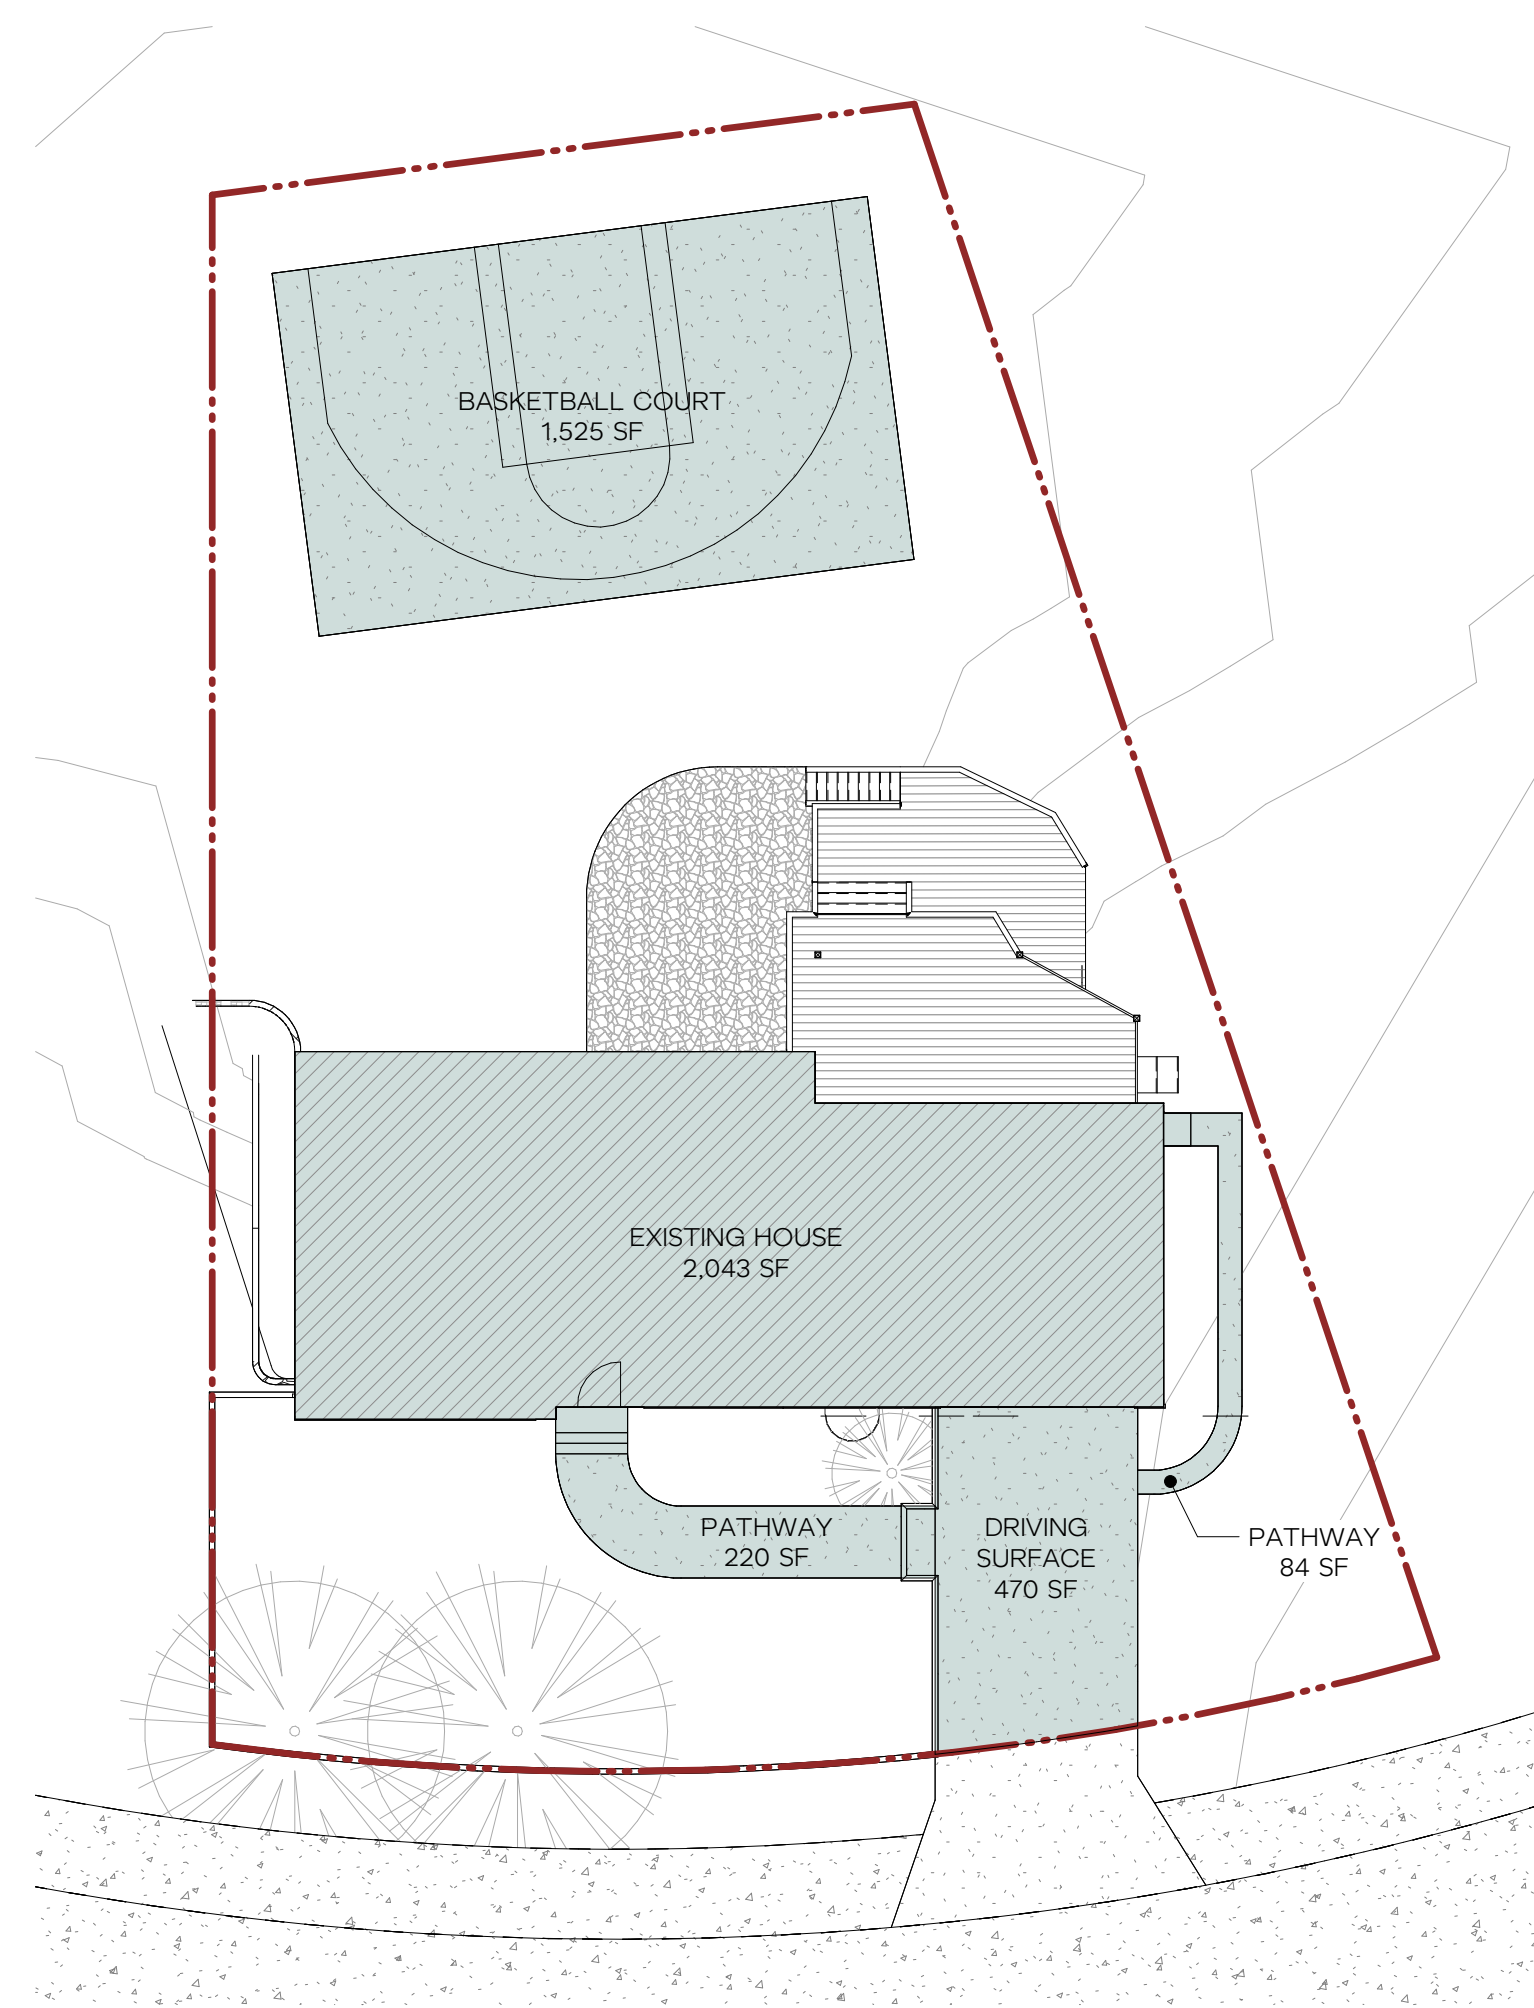 BASKETBALL COURT
1,525 SF
EXISTING HOUSE
2,043 SF
PATHWAY
220 SF
DRIVING
SURFACE
470 SF
PATHWAY
84 SF